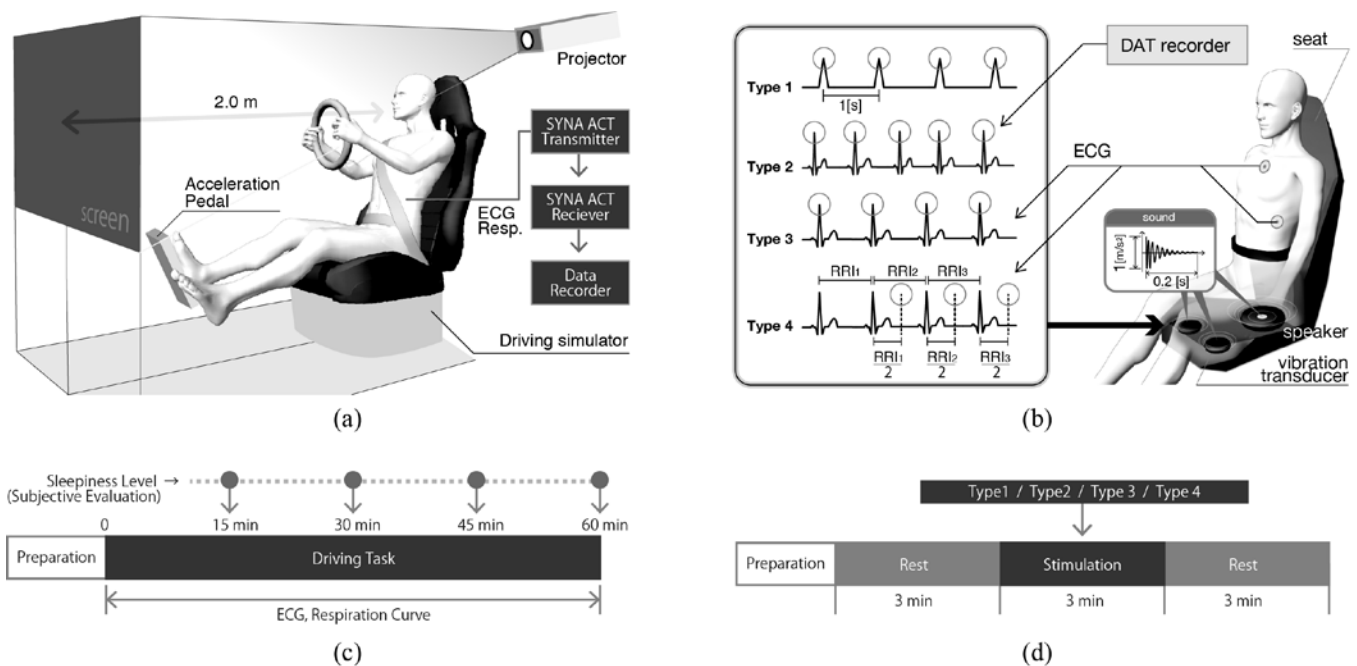 Projector
2.0 m
SYNA ACT
Transmitter
Acceleration
Pedal
screen
ECG
Resp.
SYNA ACT
Reciever
Data
Recorder
Driving simulator
(a)
DAT recorder
seat
Type 1
1[s]
Type 2
ECG
Type 3
sound
1 [m/s²]
0.2 [s]
RRI₁ RRI₂ RRI₃
Type 4
RRI₁ RRI₂ RRI₃
2 2 2
speaker
vibration
transducer
(b)
Sleepiness Level →
(Subjective Evaluation)
0 15 min 30 min 45 min 60 min
Preparation Driving Task
ECG, Respiration Curve
(c)
Type1 / Type2 / Type 3 / Type 4
Preparation Rest Stimulation Rest
3 min 3 min 3 min
(d)